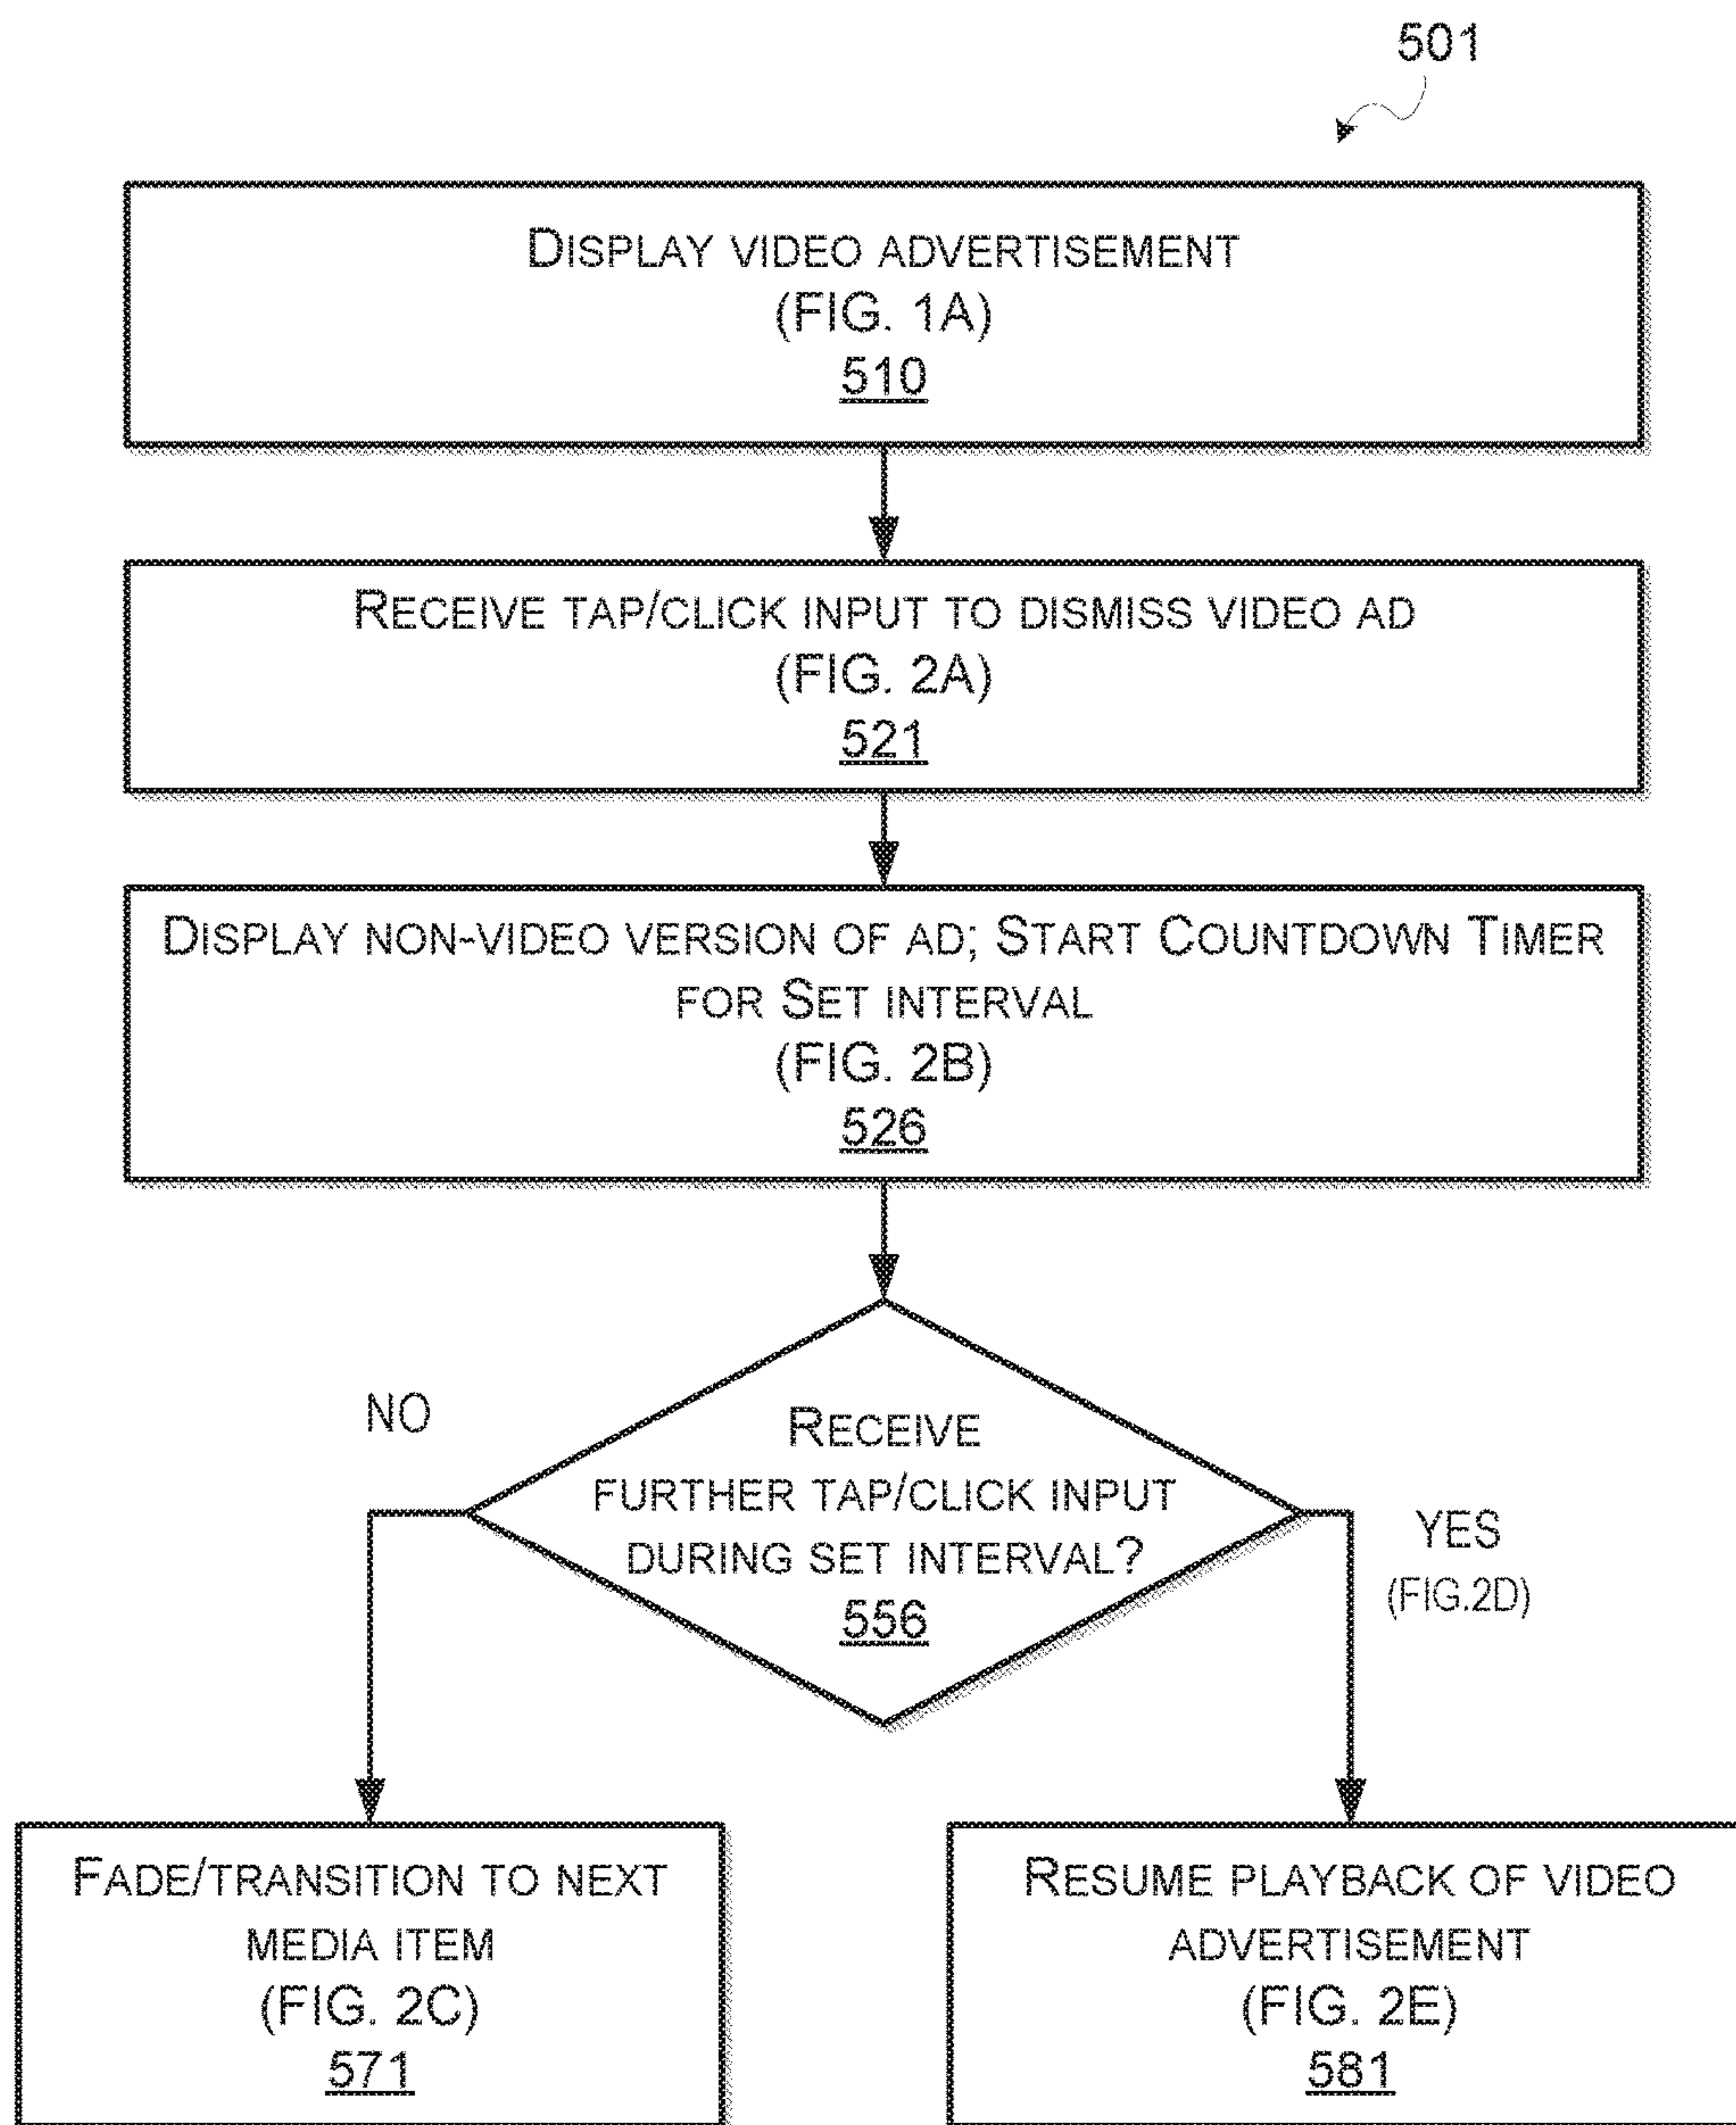 501
DISPLAY VIDEO ADVERTISEMENT
(FIG. 1A)
510
RECEIVE TAP/CLICK INPUT TO DISMISS VIDEO AD
(FIG. 2A)
521
DISPLAY NON-VIDEO VERSION OF AD; START COUNTDOWN TIMER
FOR SET INTERVAL
(FIG. 2B)
526
NO
RECEIVE
FURTHER TAP/CLICK INPUT
DURING SET INTERVAL?
556
YES
(FIG.2D)
FADE/TRANSITION TO NEXT
MEDIA ITEM
(FIG. 2C)
571
RESUME PLAYBACK OF VIDEO
ADVERTISEMENT
(FIG. 2E)
581